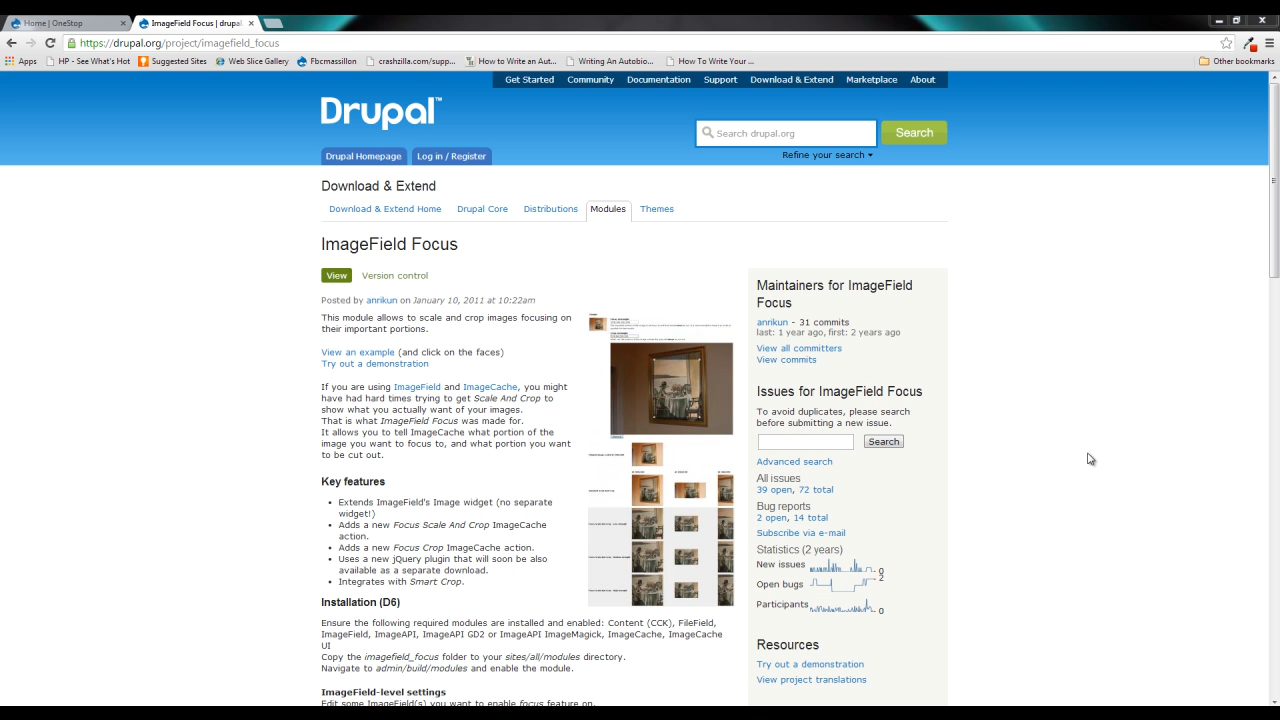 Home | OneStop
ImageField Focus | drupal.
https://drupal.org/project/imagefield_focus
Apps
HP - See What's Hot
Suggested Sites
Web Slice Gallery
Fbcmassillon
crashzilla.com/supp...
How to Write an Aut...
Writing An Autobio...
How To Write Your ...
Other bookmarks
Get Started
Community
Documentation
Support
Download & Extend
Marketplace
About
Drupal™
Search drupal.org
Search
Refine your search
Drupal Homepage
Log in / Register
Download & Extend
Download & Extend Home
Drupal Core
Distributions
Modules
Themes
ImageField Focus
View
Version control
Posted by anrikun on January 10, 2011 at 10:22am
This module allows to scale and crop images focusing on
their important portions.
View an example (and click on the faces)
Try out a demonstration
If you are using ImageField and ImageCache, you might
have had hard times trying to get Scale And Crop to
show what you actually want of your images.
That is what ImageField Focus was made for.
It allows you to tell ImageCache what portion of the
image you want to focus to, and what portion you want
to be cut out.
Key features
Extends ImageField's Image widget (no separate
widget!)
Adds a new Focus Scale And Crop ImageCache
action.
Adds a new Focus Crop ImageCache action.
Uses a new jQuery plugin that will soon be also
available as a separate download.
Integrates with Smart Crop.
Installation (D6)
Ensure the following required modules are installed and enabled: Content (CCK), FileField,
ImageField, ImageAPI, ImageAPI GD2 or ImageAPI ImageMagick, ImageCache, ImageCache
UI
Copy the imagefield_focus folder to your sites/all/modules directory.
Navigate to admin/build/modules and enable the module.
ImageField-level settings
Edit some ImageField(s) you want to enable focus feature on.
Maintainers for ImageField
Focus
anrikun - 31 commits
last: 1 year ago, first: 2 years ago
View all committers
View commits
Issues for ImageField Focus
To avoid duplicates, please search
before submitting a new issue.
Search
Advanced search
All issues
39 open, 72 total
Bug reports
2 open, 14 total
Subscribe via e-mail
Statistics (2 years)
New issues
0
Open bugs
2
Participants
0
Resources
Try out a demonstration
View project translations